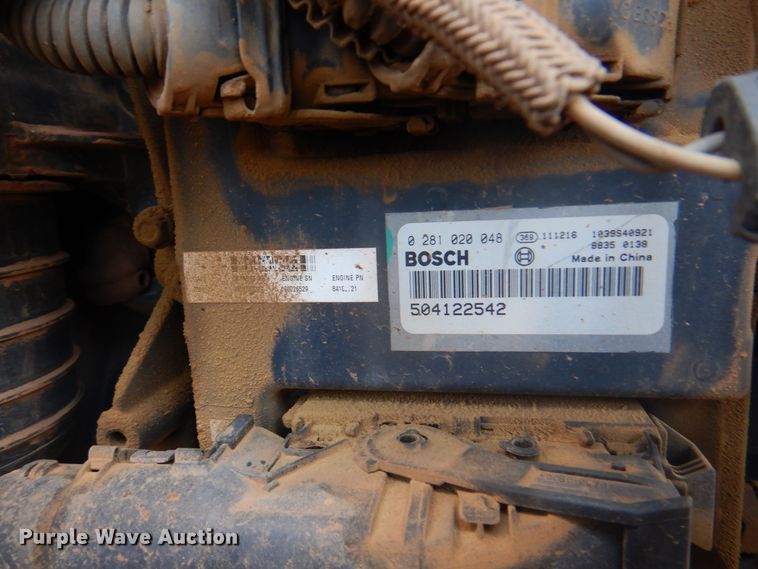 0 281 020 048 369 111216 1039S40921
8835 0138
BOSCH
Made in China
504122542
ENGINE SN ENGINE PN
Purple Wave Auction